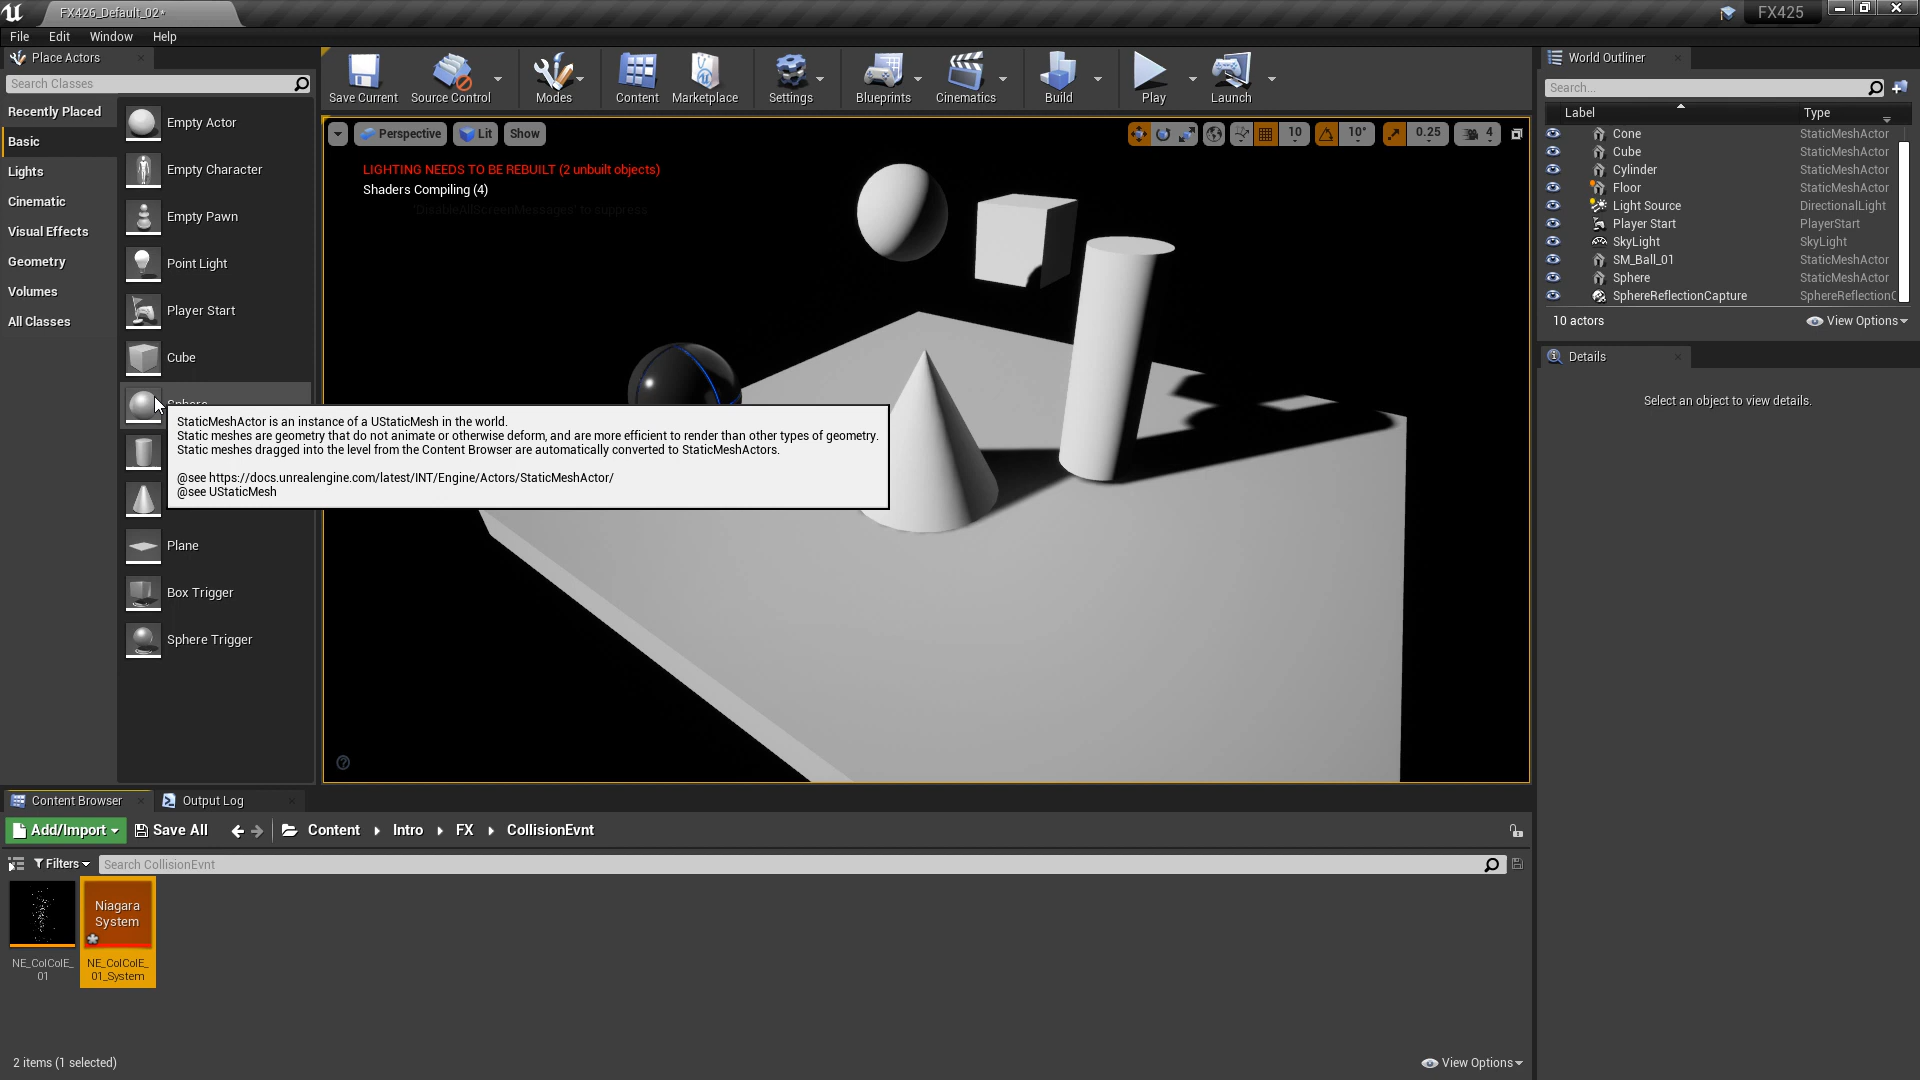 FX426_Default_02*
FX425
File Edit Window Help
Place Actors
Search Classes
Recently Placed
Basic
Lights
Cinematic
Visual Effects
Geometry
Volumes
All Classes
Empty Actor
Empty Character
Empty Pawn
Point Light
Player Start
Cube
Sphere
Plane
Box Trigger
Sphere Trigger
Save Current
Source Control
Modes
Content
Marketplace
Settings
Blueprints
Cinematics
Build
Play
Launch
Perspective
Lit
Show
10
10°
0.25
4
LIGHTING NEEDS TO BE REBUILT (2 unbuilt objects)
Shaders Compiling (4)
'DisableAllScreenMessages' to suppress
StaticMeshActor is an instance of a UStaticMesh in the world.
Static meshes are geometry that do not animate or otherwise deform, and are more efficient to render than other types of geometry.
Static meshes dragged into the level from the Content Browser are automatically converted to StaticMeshActors.
@see https://docs.unrealengine.com/latest/INT/Engine/Actors/StaticMeshActor/
@see UStaticMesh
World Outliner
Search...
Label Type
Cone StaticMeshActor
Cube StaticMeshActor
Cylinder StaticMeshActor
Floor StaticMeshActor
Light Source DirectionalLight
Player Start PlayerStart
SkyLight SkyLight
SM_Ball_01 StaticMeshActor
Sphere StaticMeshActor
SphereReflectionCapture SphereReflectionC
10 actors
View Options
Details
Select an object to view details.
Content Browser
Output Log
Add/Import
Save All
Content
Intro
FX
CollisionEvnt
Filters
Search CollisionEvnt
Niagara
System
NE_ColColE_
01
NE_ColColE_
01_System
2 items (1 selected)
View Options